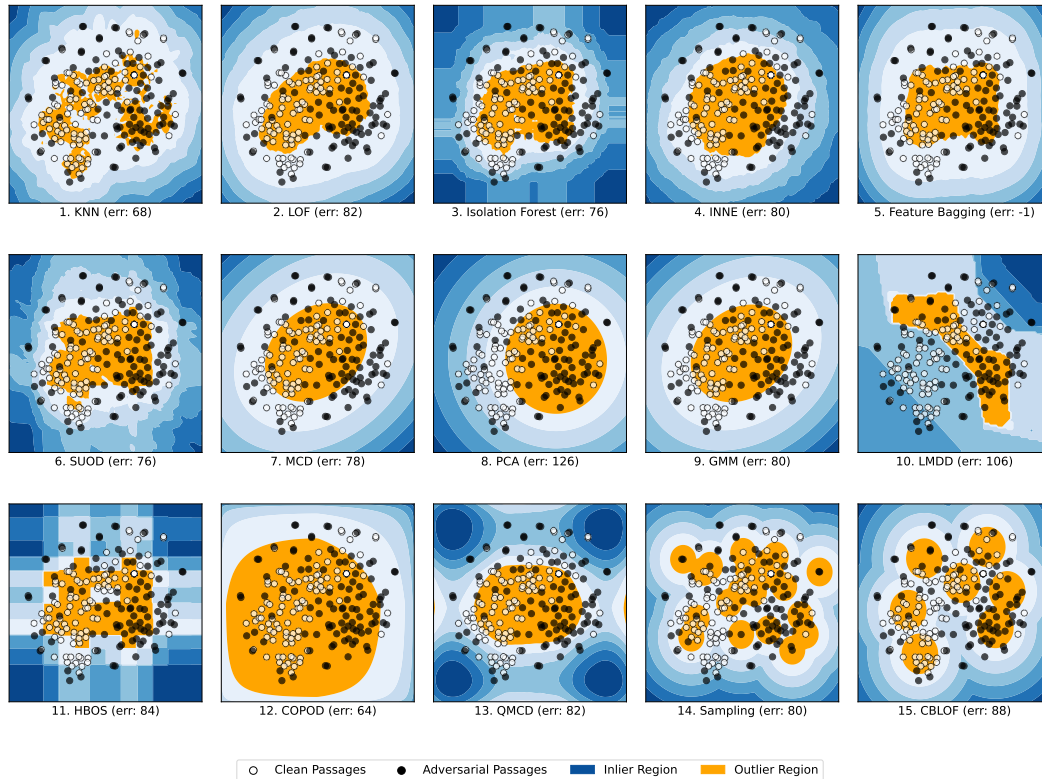 1. KNN (err: 68)
2. LOF (err: 82)
3. Isolation Forest (err: 76)
4. INNE (err: 80)
5. Feature Bagging (err: -1)
6. SUOD (err: 76)
7. MCD (err: 78)
8. PCA (err: 126)
9. GMM (err: 80)
10. LMDD (err: 106)
11. HBOS (err: 84)
12. COPOD (err: 64)
13. QMCD (err: 82)
14. Sampling (err: 80)
15. CBLOF (err: 88)
Clean Passages
Adversarial Passages
Inlier Region
Outlier Region